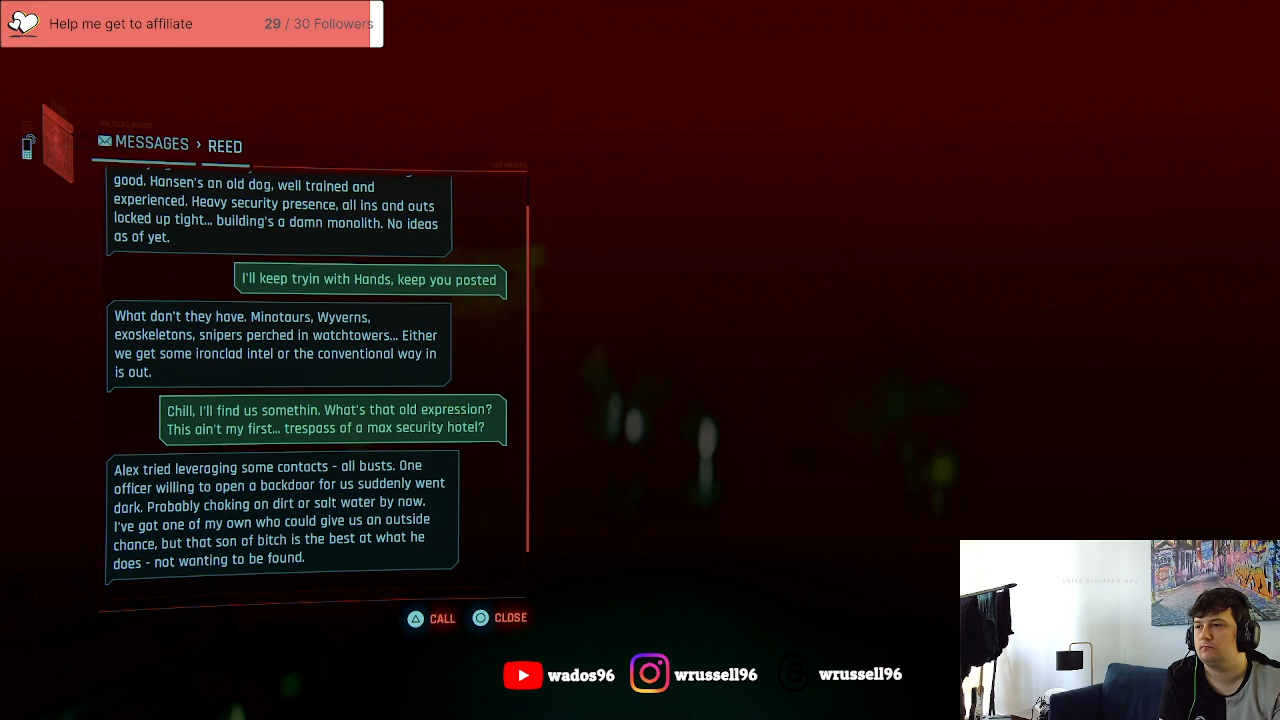 Help me get to affiliate
29 / 30 Followers
MESSAGES › REED
good. Hansen's an old dog, well trained and
experienced. Heavy security presence, all ins and outs
locked up tight... building's a damn monolith. No ideas
as of yet.
I'll keep tryin with Hands, keep you posted
What don't they have. Minotaurs, Wyverns,
exoskeletons, snipers perched in watchtowers... Either
we get some ironclad intel or the conventional way in
is out.
Chill, I'll find us somethin. What's that old expression?
This ain't my first... trespass of a max security hotel?
Alex tried leveraging some contacts - all busts. One
officer willing to open a backdoor for us suddenly went
dark. Probably choking on dirt or salt water by now.
I've got one of my own who could give us an outside
chance, but that son of bitch is the best at what he
does - not wanting to be found.
CALL
CLOSE
wados96
wrussell96
wrussell96